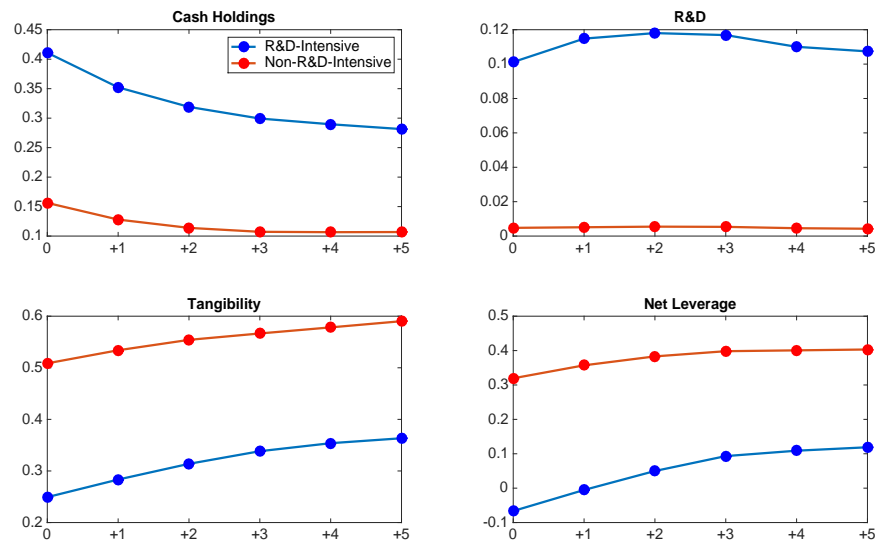 Cash Holdings
0.45
0.4
0.35
0.3
0.25
0.2
0.15
0.1
0 +1 +2 +3 +4 +5
R&D-Intensive
Non-R&D-Intensive
R&D
0.12
0.1
0.08
0.06
0.04
0.02
0
0 +1 +2 +3 +4 +5
Tangibility
0.6
0.5
0.4
0.3
0.2
0 +1 +2 +3 +4 +5
Net Leverage
0.5
0.4
0.3
0.2
0.1
0
-0.1
0 +1 +2 +3 +4 +5